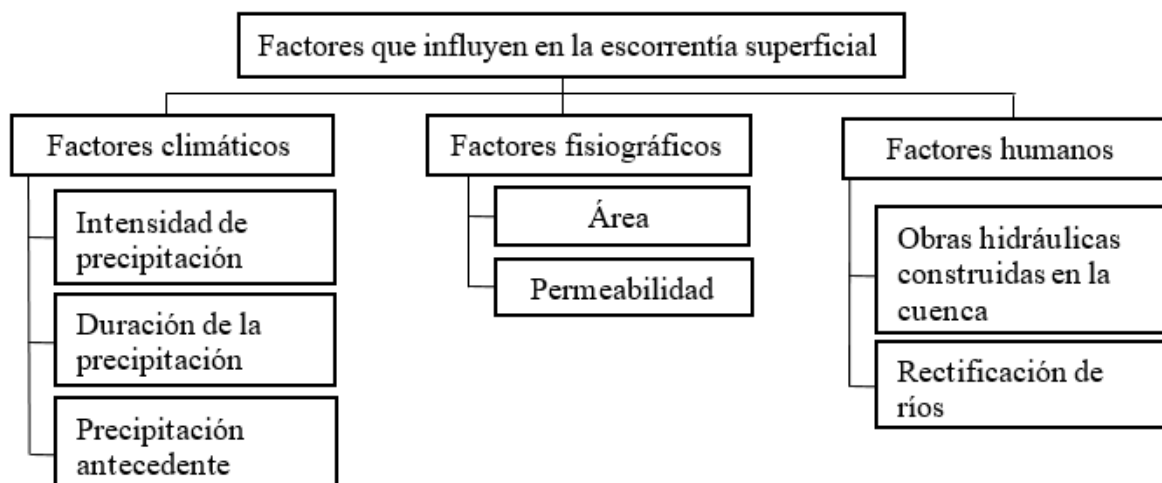 Factores que influyen en la escorrentía superficial
Factores climáticos
Intensidad de
precipitación
Duración de la
precipitación
Precipitación
antecedente
Factores fisiográficos
Área
Permeabilidad
Factores humanos
Obras hidráulicas
construidas en la
cuenca
Rectificación de
ríos